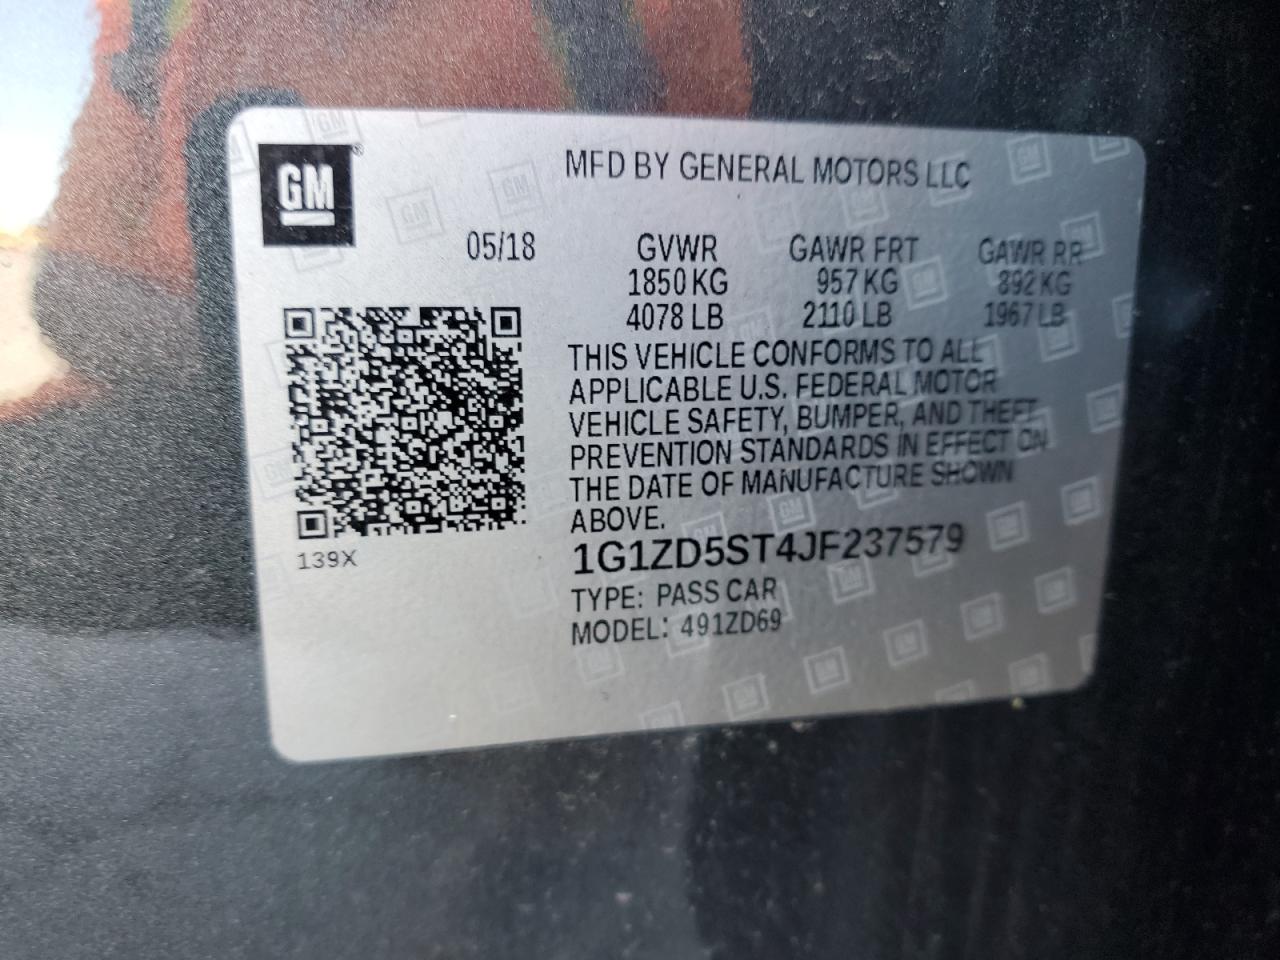 GM®
MFD BY GENERAL MOTORS LLC
05/18 GVWR GAWR FRT GAWR RR
1850 KG 957 KG 892 KG
4078 LB 2110 LB 1967 LB
THIS VEHICLE CONFORMS TO ALL
APPLICABLE U.S. FEDERAL MOTOR
VEHICLE SAFETY, BUMPER, AND THEFT
PREVENTION STANDARDS IN EFFECT ON
THE DATE OF MANUFACTURE SHOWN
ABOVE.
139X
1G1ZD5ST4JF237579
TYPE: PASS CAR
MODEL: 491ZD69